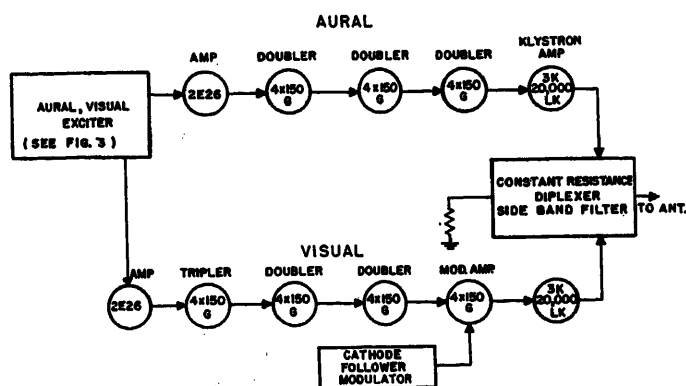 AURAL
AMP.
DOUBLER
DOUBLER
DOUBLER
KLYSTRON
AMP
2E26
4x150
G
4x150
G
4x150
G
3K
20,000
LK
AURAL, VISUAL
EXCITER
(SEE FIG. 3)
CONSTANT RESISTANCE
DIPLEXER
SIDE BAND FILTER
TO ANT.
VISUAL
AMP
TRIPLER
DOUBLER
DOUBLER
MOD. AMP.
2E26
4x150
G
4x150
G
4x150
G
4x150
G
3K
20,000
LK
CATHODE
FOLLOWER
MODULATOR